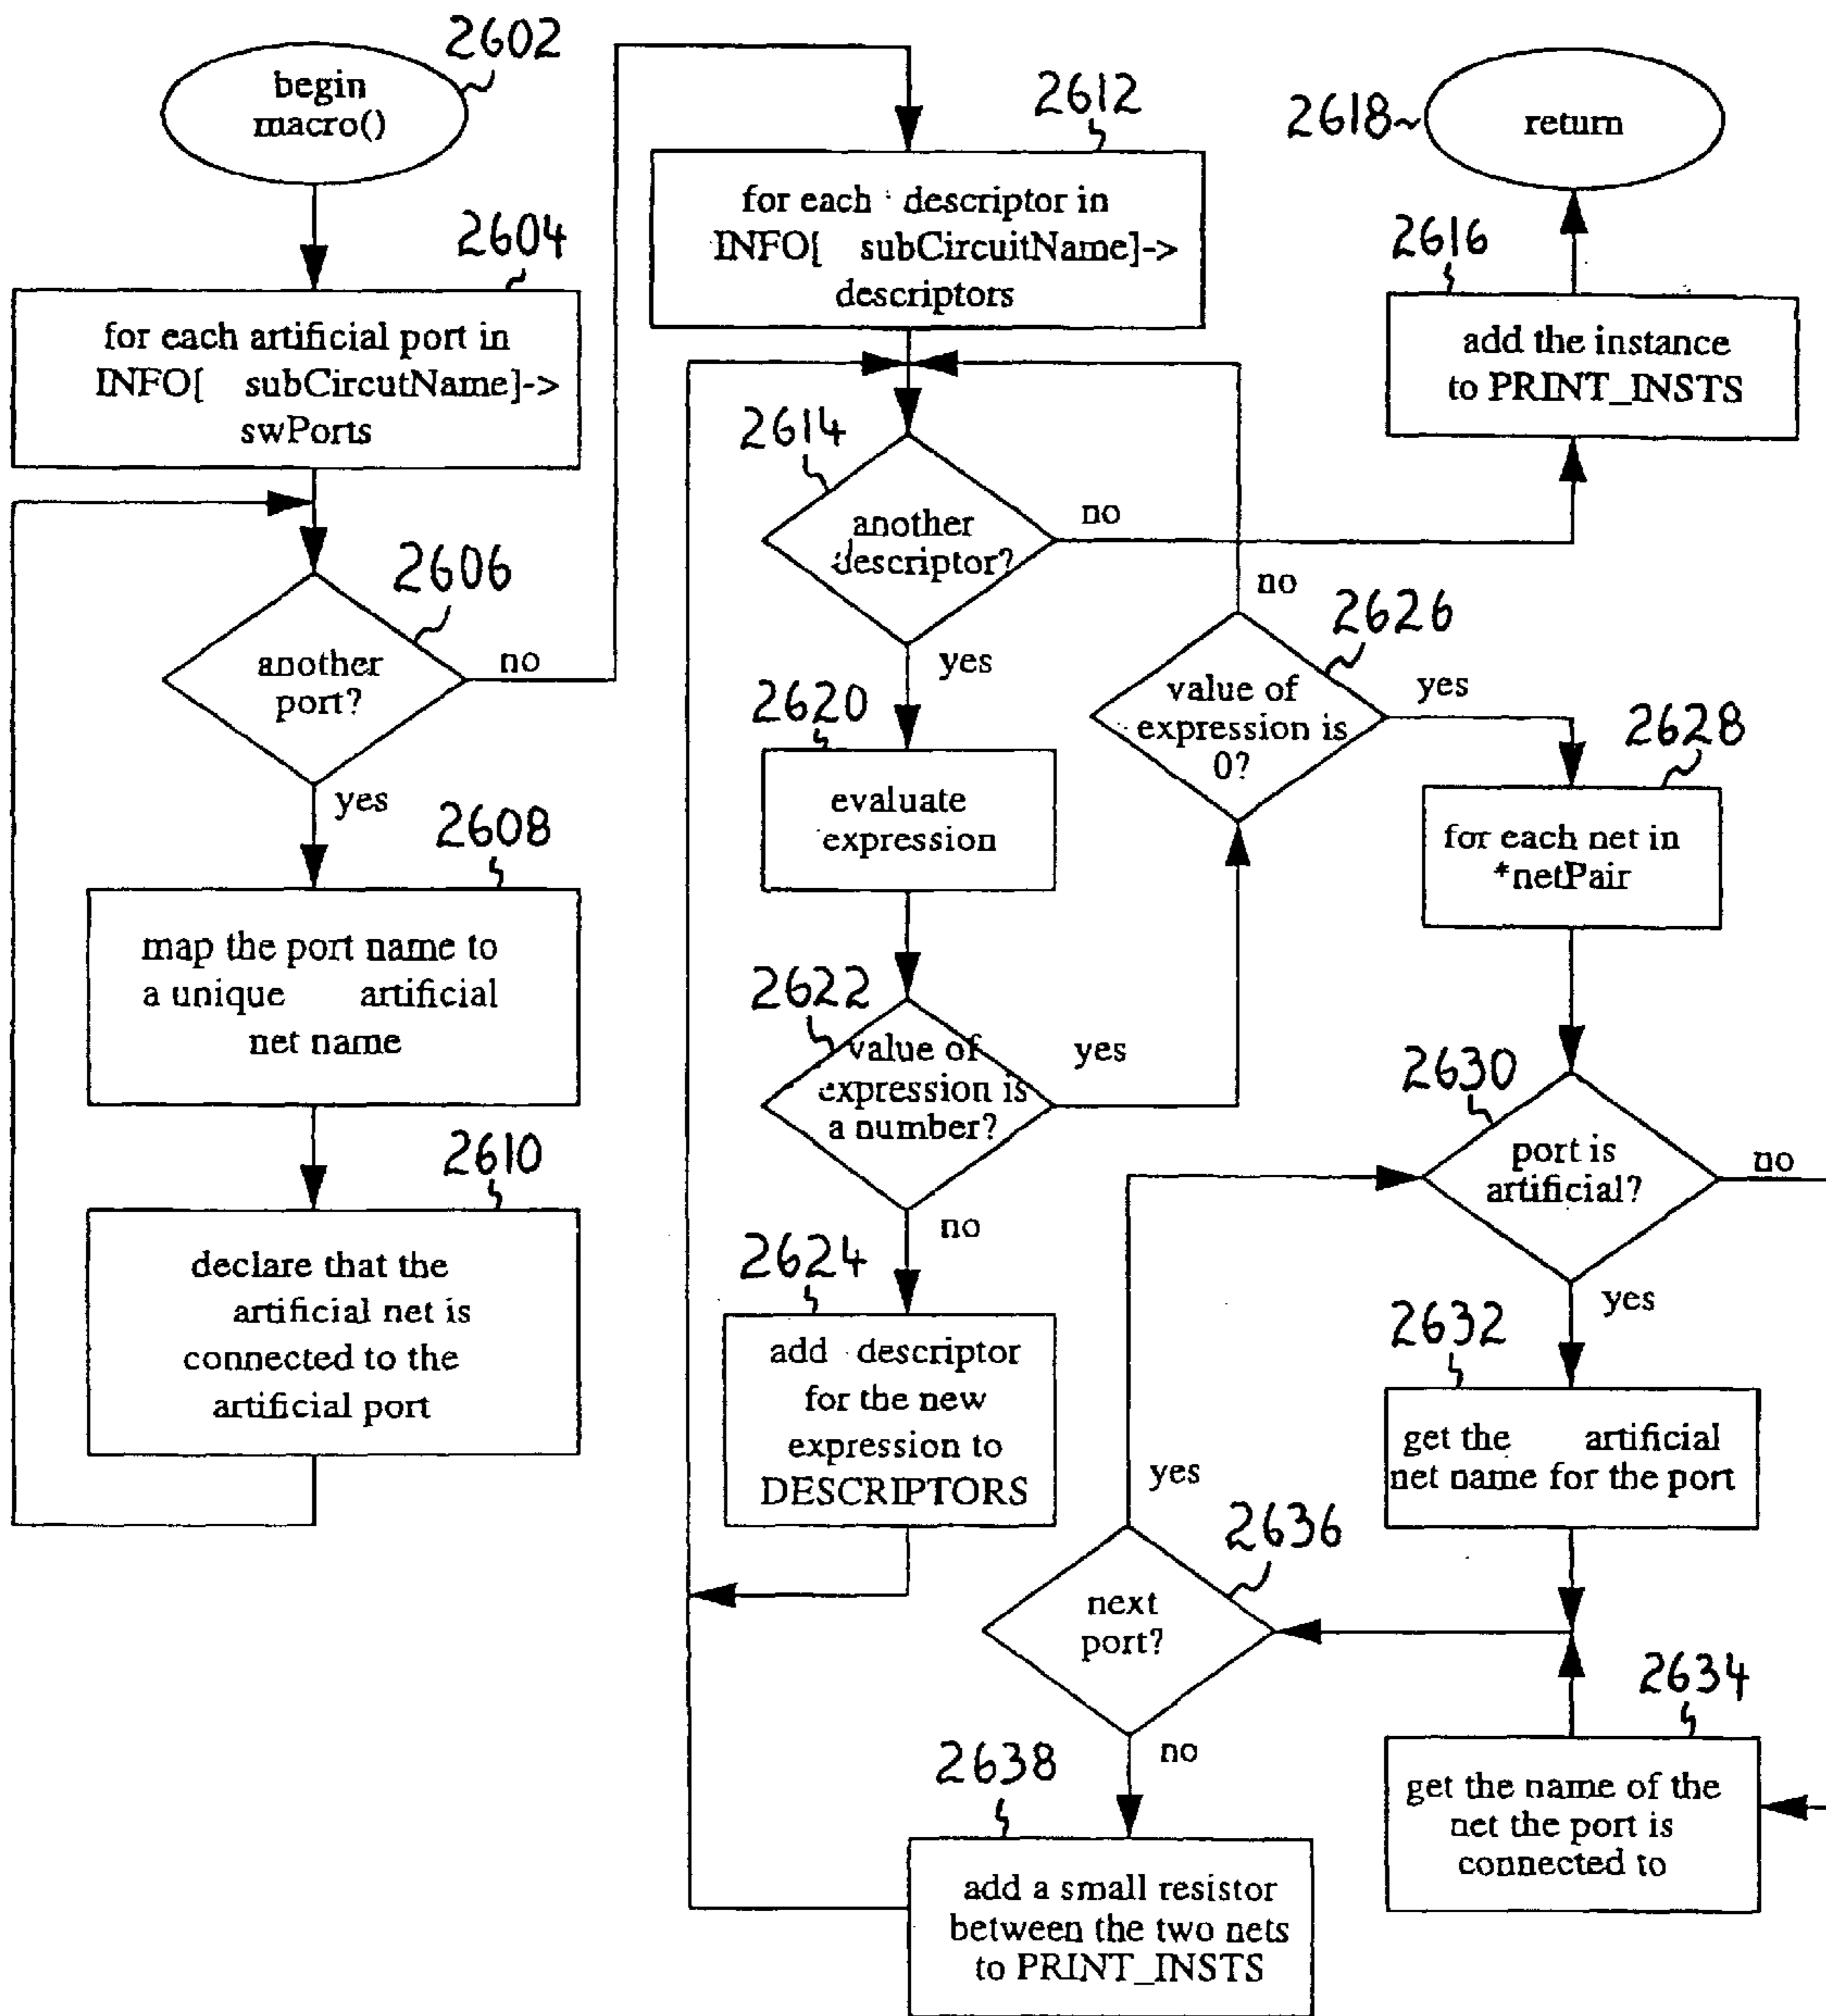 2602
begin
macro()
2604
for each artificial port in
INFO[ subCircutName]->
swPorts
2606
another
port?
no
yes
2608
map the port name to
a unique artificial
net name
2610
declare that the
artificial net is
connected to the
artificial port
2612
for each descriptor in
INFO[ subCircuitName]->
descriptors
2614
another
descriptor?
no
yes
2616
add the instance
to PRINT_INSTS
2618~
return
2620
evaluate
expression
2622
value of
expression is
a number?
yes
no
2624
add descriptor
for the new
expression to
DESCRIPTORS
2626
no
value of
expression is
0?
yes
2628
for each net in
*netPair
2630
port is
artificial?
no
yes
2632
get the artificial
net name for the port
2634
get the name of the
net the port is
connected to
2636
yes
next
port?
no
2638
add a small resistor
between the two nets
to PRINT_INSTS